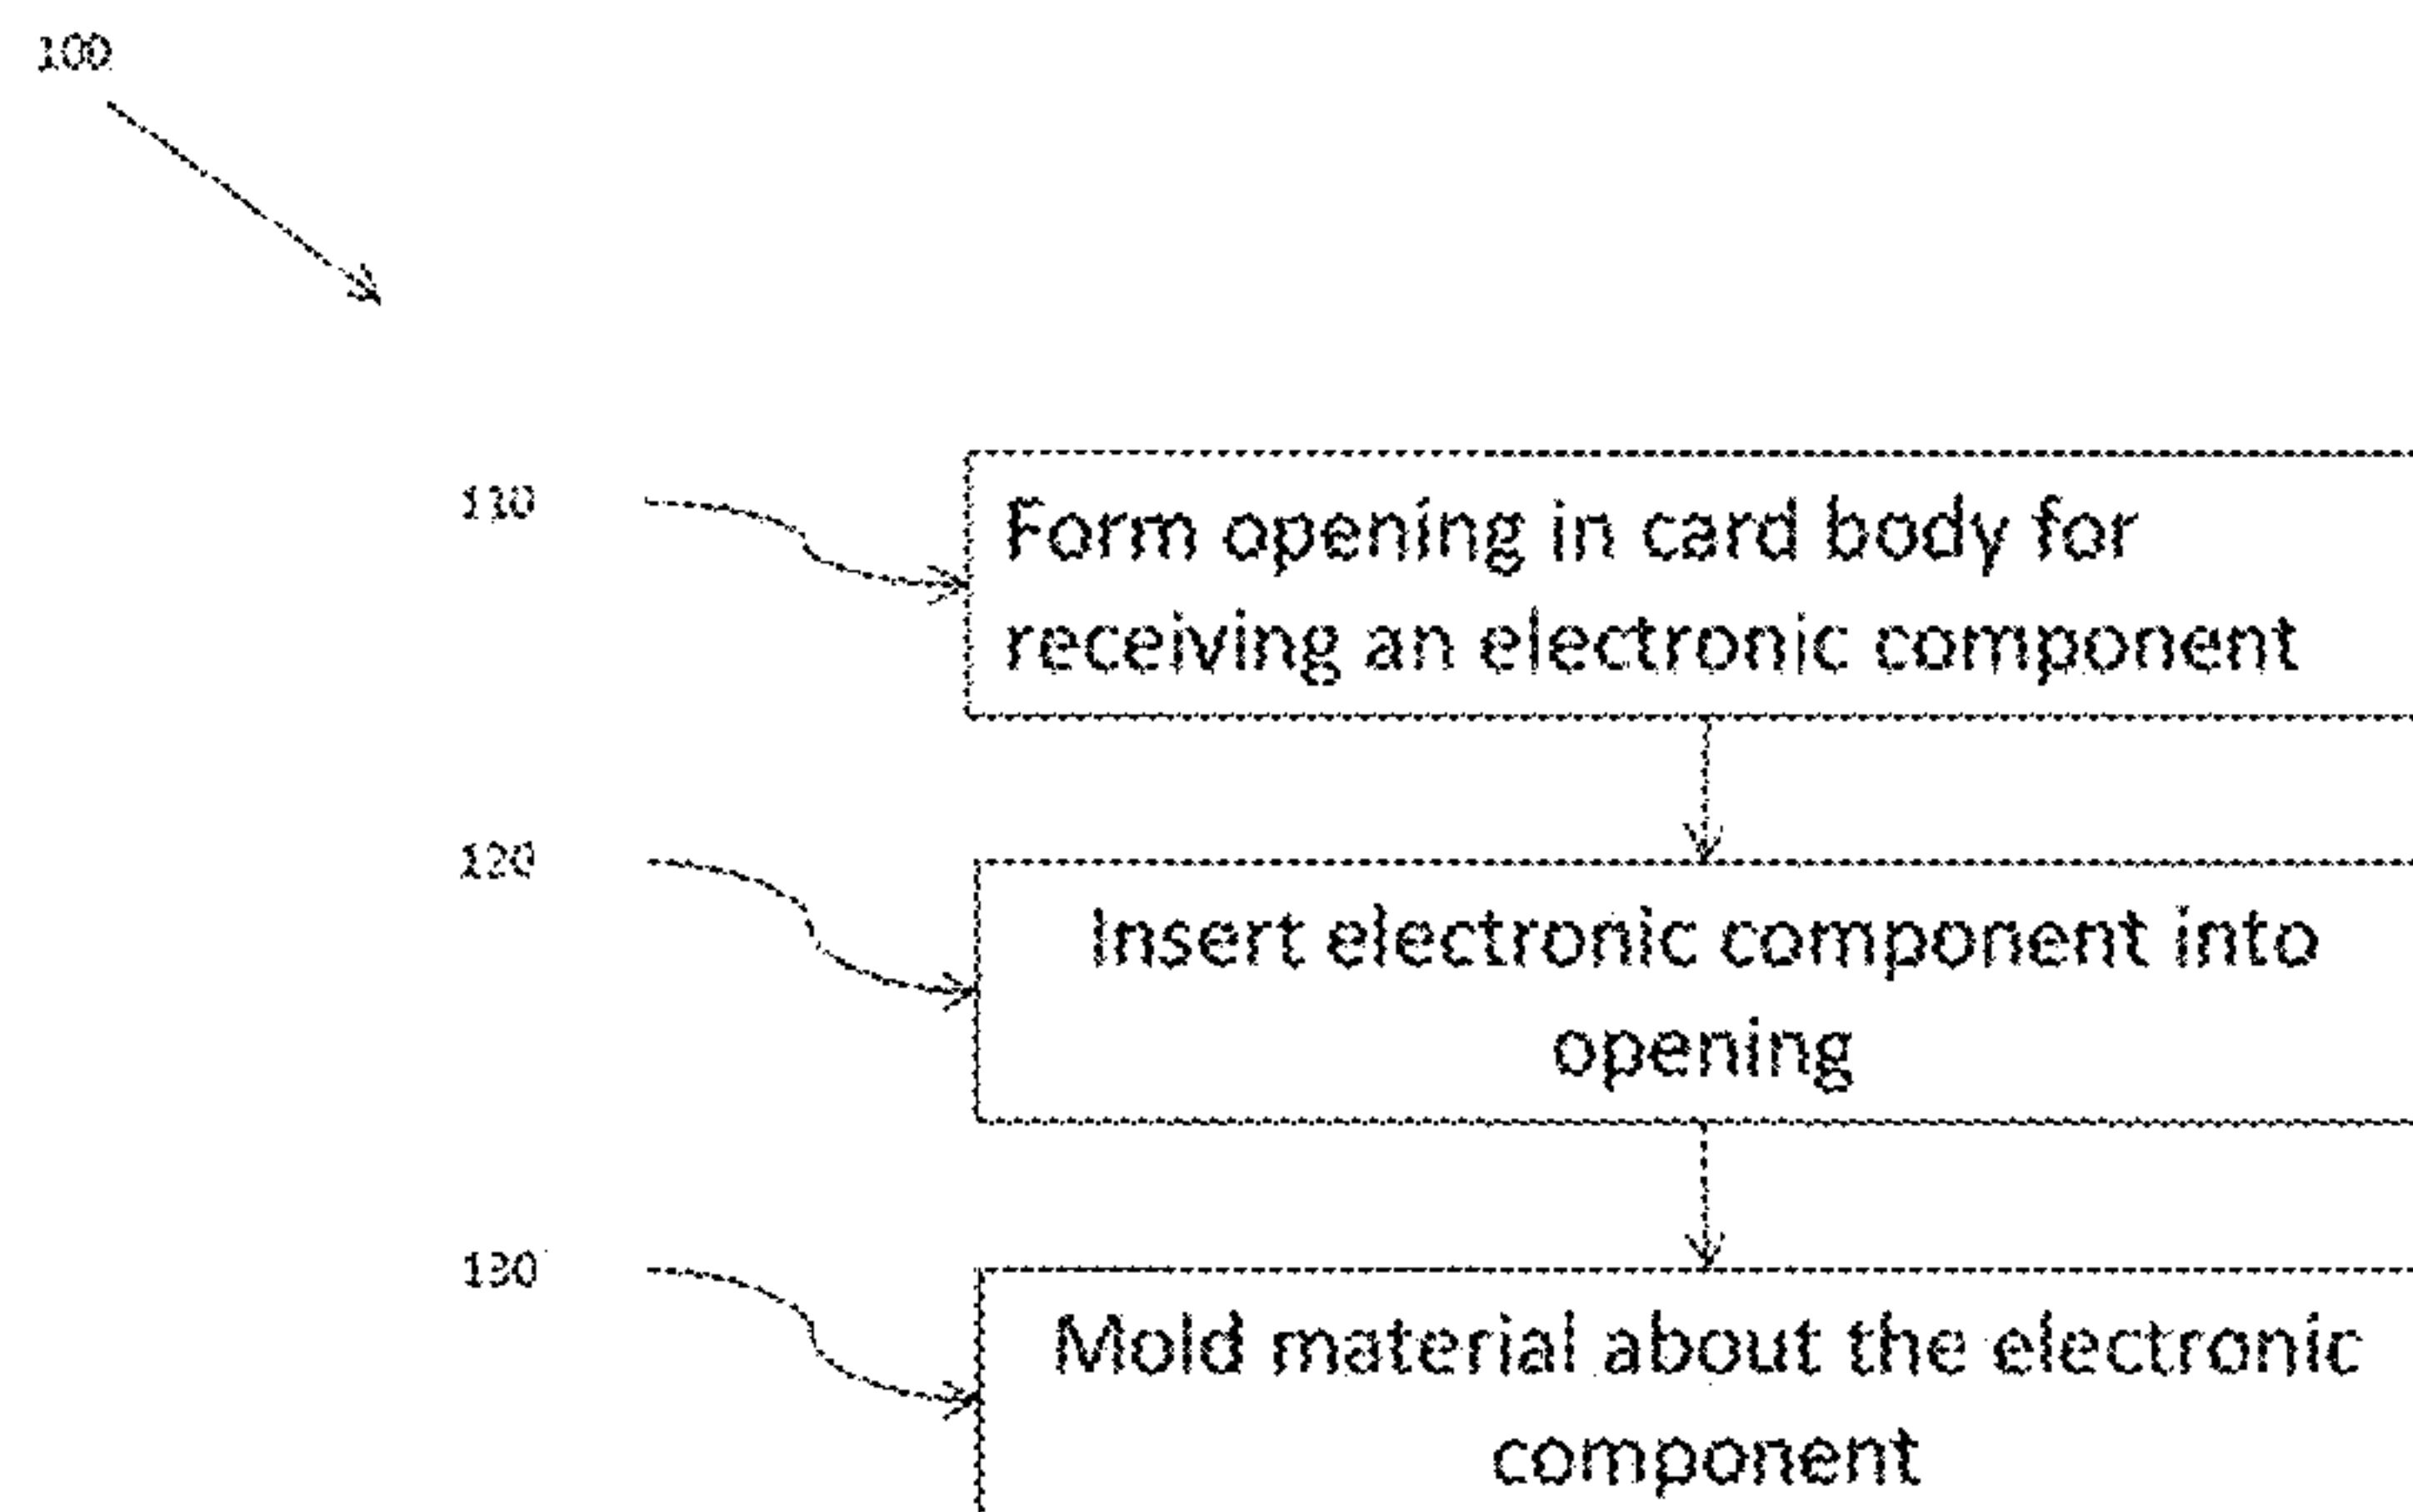 100
110
Form opening in card body for
receiving an electronic component
120
Insert electronic component into
opening
130
Mold material about the electronic
component